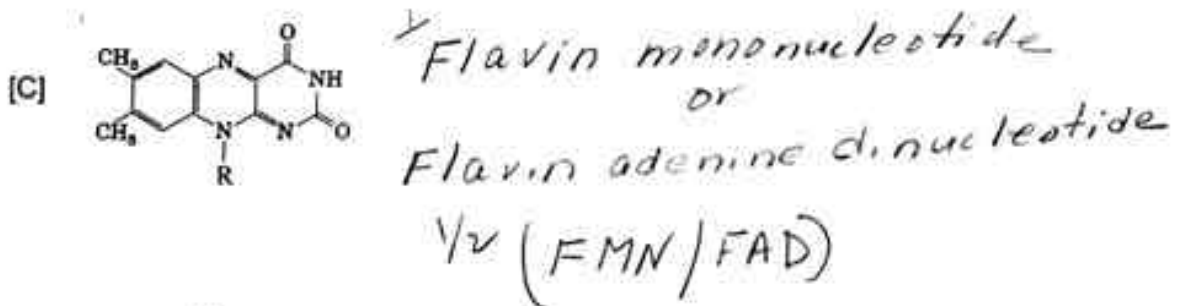 [C]
CH₃
CH₃
N
N
N
NH
O
O
R
Flavin mononucleotide
or
Flavin adenine dinucleotide
1/2 (FMN/FAD)